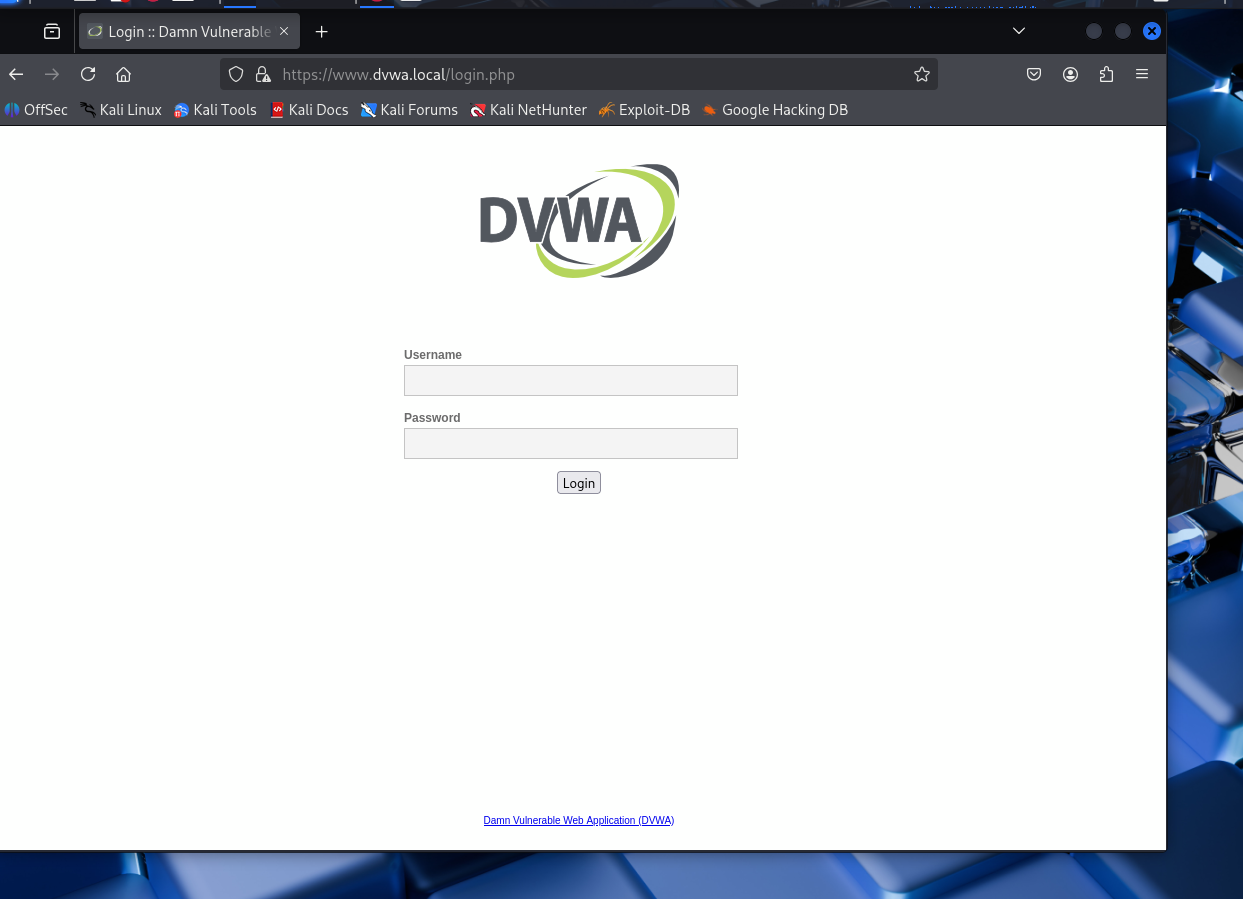 Login :: Damn Vulnerable
https://www.dvwa.local/login.php
OffSec Kali Linux Kali Tools Kali Docs Kali Forums Kali NetHunter Exploit-DB Google Hacking DB
DVWA
Username
Password
Login
Damn Vulnerable Web Application (DVWA)